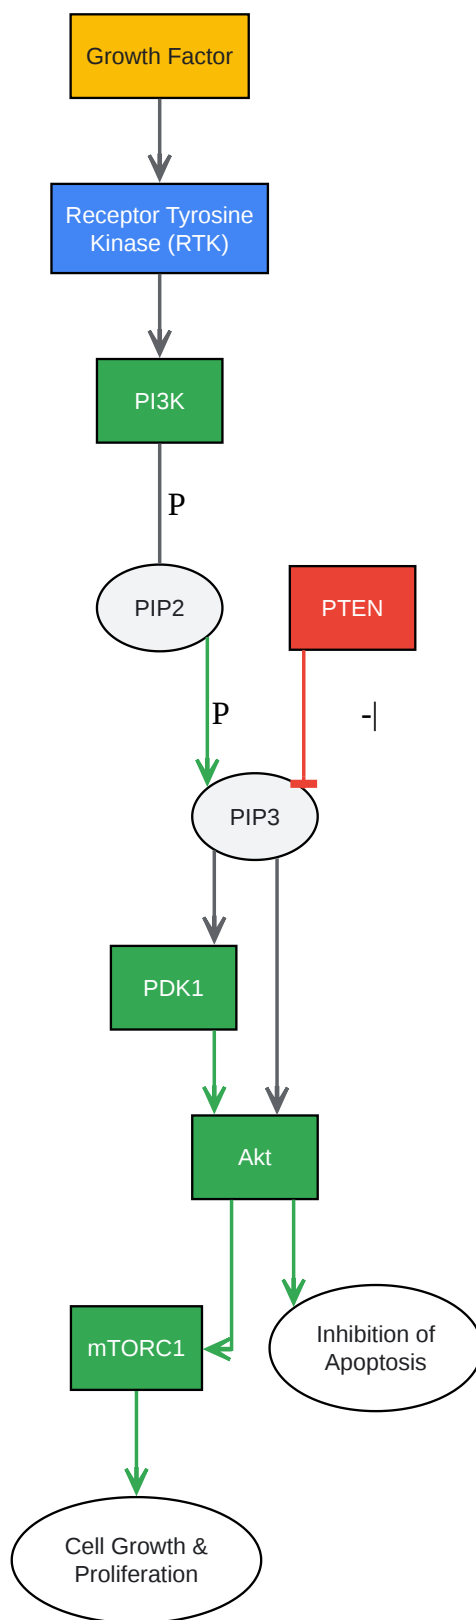 Growth Factor
Receptor Tyrosine
Kinase (RTK)
PI3K
P
PIP2
PTEN
P
-|
PIP3
PDK1
Akt
mTORC1
Inhibition of
Apoptosis
Cell Growth &
Proliferation